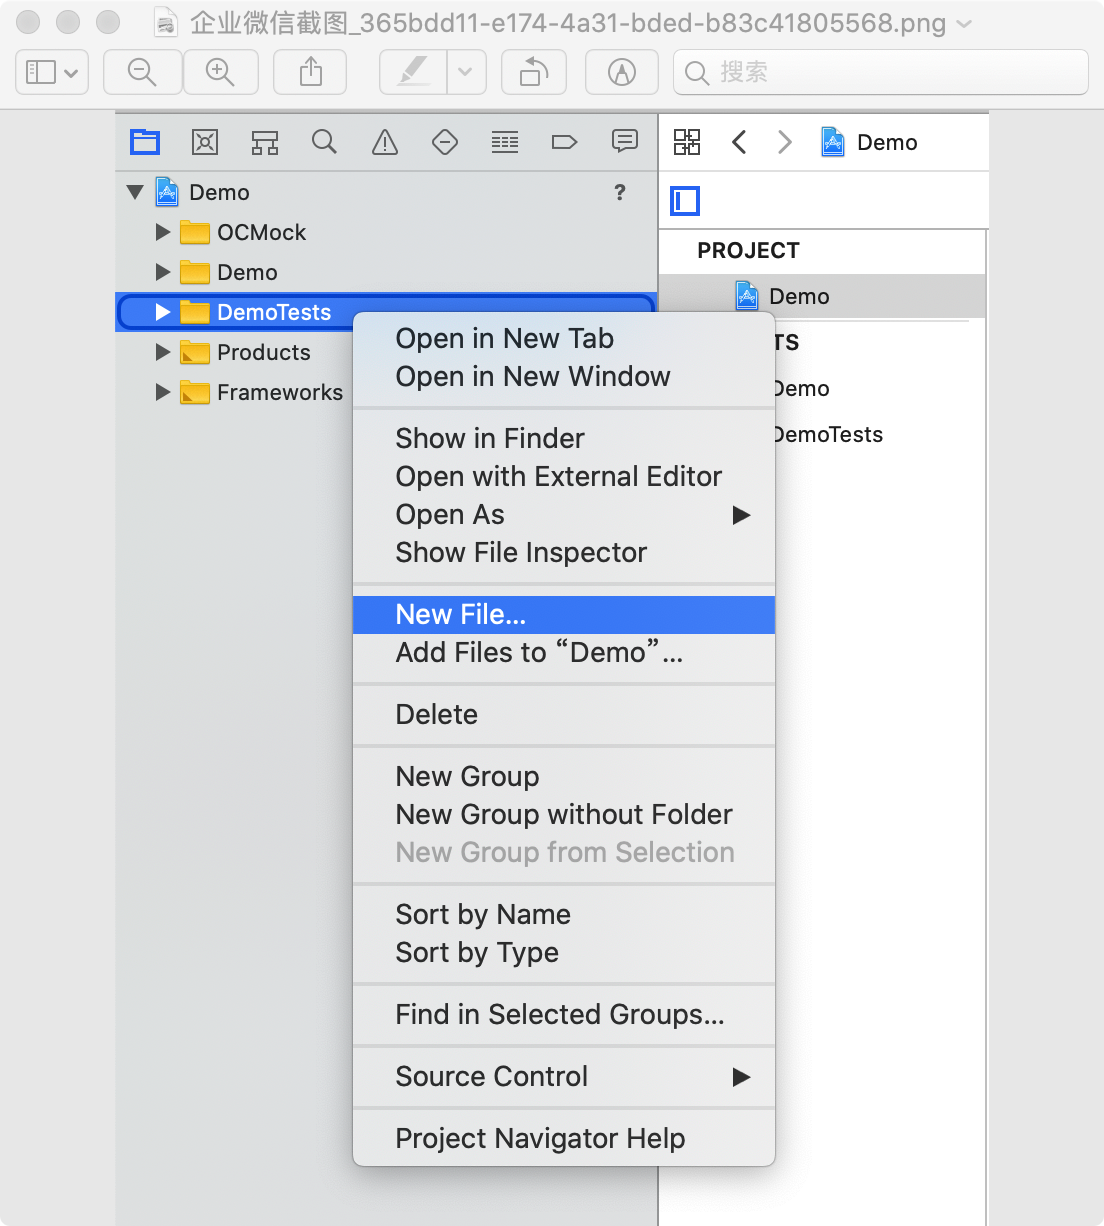 企业微信截图_365bdd11-e174-4a31-bded-b83c41805568.png
搜索
Demo
Demo ?
OCMock
Demo
DemoTests
Products
Frameworks
PROJECT
Demo
TS
Demo
DemoTests
Open in New Tab
Open in New Window
Show in Finder
Open with External Editor
Open As
Show File Inspector
New File...
Add Files to “Demo”...
Delete
New Group
New Group without Folder
New Group from Selection
Sort by Name
Sort by Type
Find in Selected Groups...
Source Control
Project Navigator Help